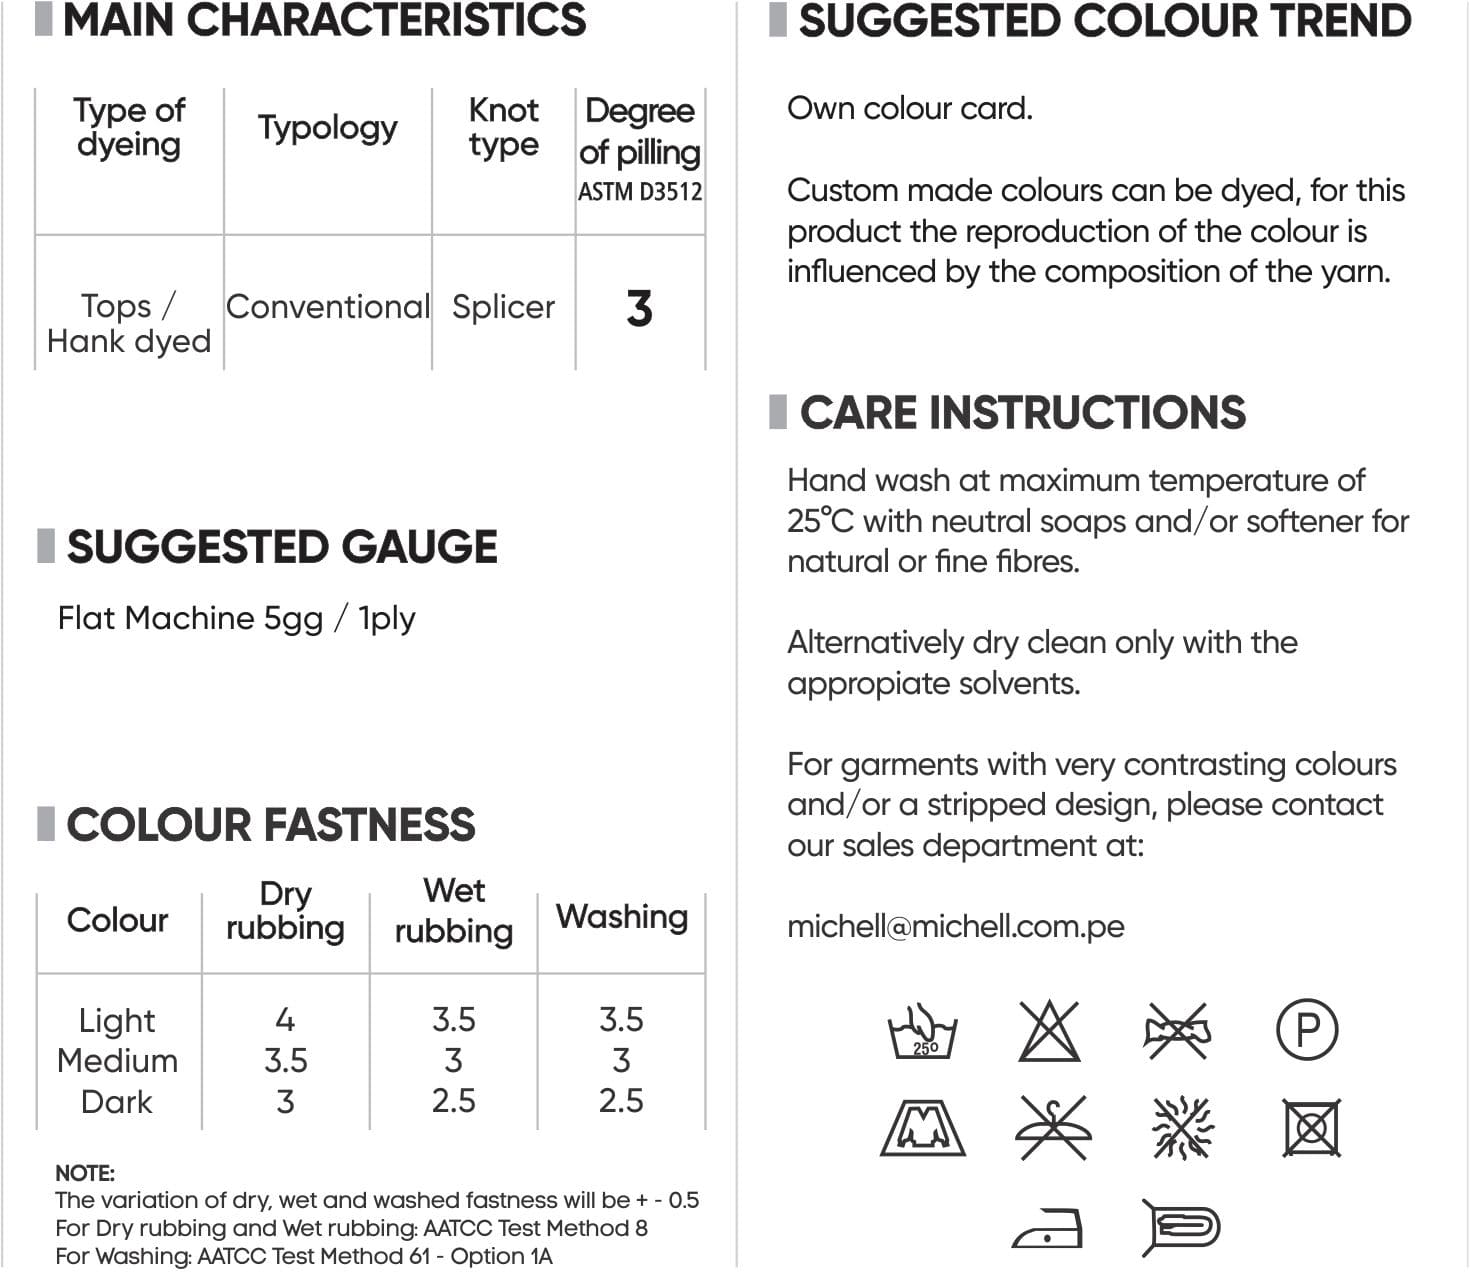 MAIN CHARACTERISTICS
Type of dyeing
Typology
Knot type
Degree of pilling
ASTM D3512
Tops / Hank dyed
Conventional
Splicer
3
SUGGESTED GAUGE
Flat Machine 5gg / 1ply
COLOUR FASTNESS
Colour
Dry rubbing
Wet rubbing
Washing
Light 4 3.5 3.5
Medium 3.5 3 3
Dark 3 2.5 2.5
NOTE:
The variation of dry, wet and washed fastness will be + - 0.5
For Dry rubbing and Wet rubbing: AATCC Test Method 8
For Washing: AATCC Test Method 61 - Option 1A
SUGGESTED COLOUR TREND
Own colour card.
Custom made colours can be dyed, for this
product the reproduction of the colour is
influenced by the composition of the yarn.
CARE INSTRUCTIONS
Hand wash at maximum temperature of
25°C with neutral soaps and/or softener for
natural or fine fibres.
Alternatively dry clean only with the
appropiate solvents.
For garments with very contrasting colours
and/or a stripped design, please contact
our sales department at:
michell@michell.com.pe
25º
P